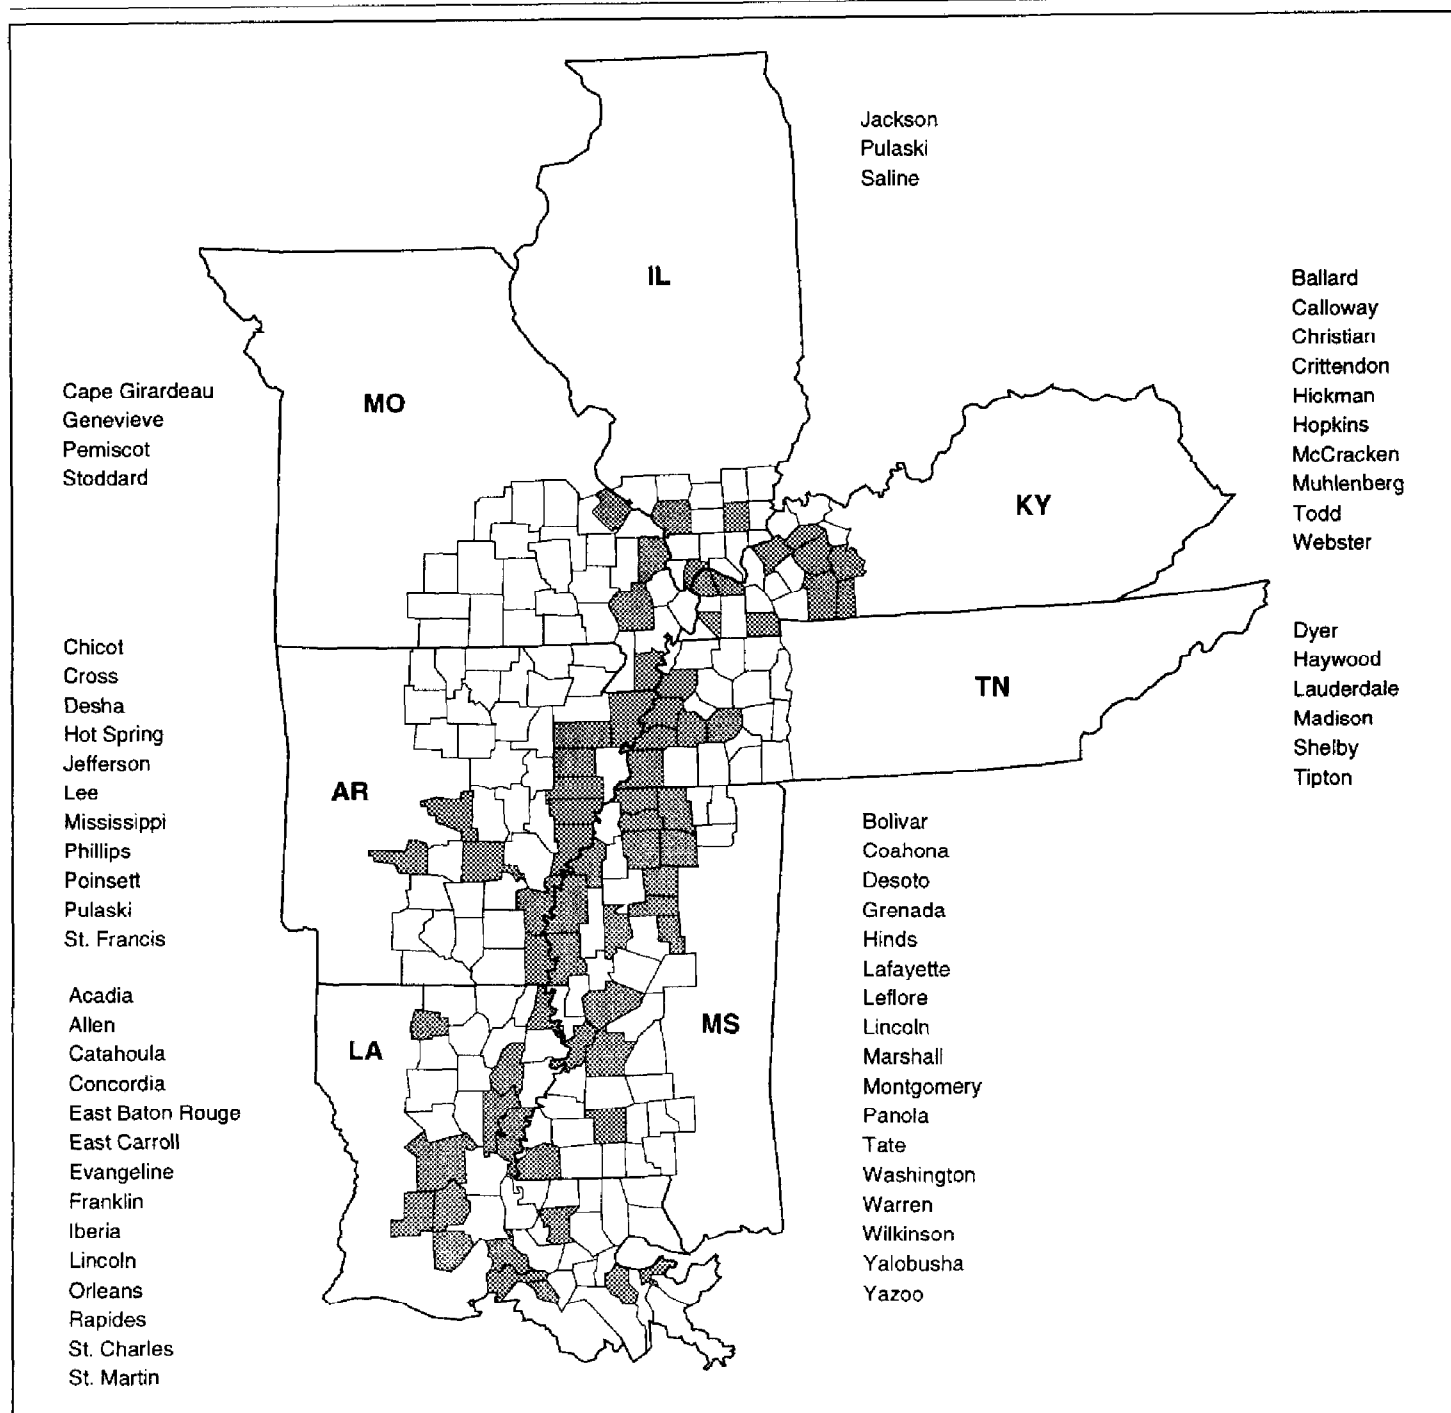 Jackson
Pulaski
Saline
IL
Ballard
Calloway
Christian
Crittendon
Hickman
Hopkins
McCracken
Muhlenberg
Todd
Webster
KY
Cape Girardeau
Genevieve
Pemiscot
Stoddard
MO
Dyer
Haywood
Lauderdale
Madison
Shelby
Tipton
TN
Chicot
Cross
Desha
Hot Spring
Jefferson
Lee
Mississippi
Phillips
Poinsett
Pulaski
St. Francis
AR
Bolivar
Coahona
Desoto
Grenada
Hinds
Lafayette
Leflore
Lincoln
Marshall
Montgomery
Panola
Tate
Washington
Warren
Wilkinson
Yalobusha
Yazoo
MS
Acadia
Allen
Catahoula
Concordia
East Baton Rouge
East Carroll
Evangeline
Franklin
Iberia
Lincoln
Orleans
Rapides
St. Charles
St. Martin
LA